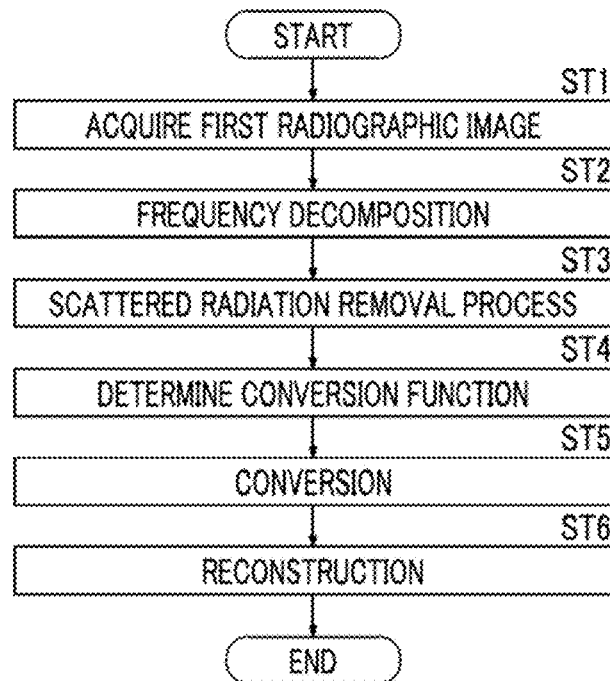 START
ST1
ACQUIRE FIRST RADIOGRAPHIC IMAGE
ST2
FREQUENCY DECOMPOSITION
ST3
SCATTERED RADIATION REMOVAL PROCESS
ST4
DETERMINE CONVERSION FUNCTION
ST5
CONVERSION
ST6
RECONSTRUCTION
END